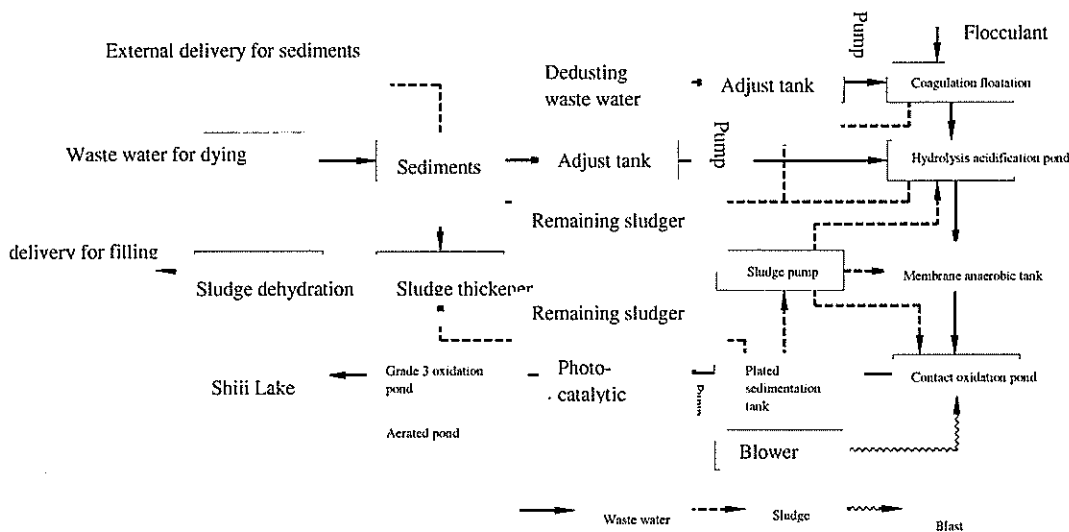 External delivery for sediments
Pump
Flocculant
Dedusting
waste water
Adjust tank
Coagulation floatation
Waste water for dying
Sediments
Adjust tank
Pump
Hydrolysis acidification pond
Remaining sludger
delivery for filling
Sludge dehydration
Sludge thickener
Sludge pump
Membrane anaerobic tank
Remaining sludger
Shiii Lake
Grade 3 oxidation
pond
Photo-
catalytic
Plated
sedimentation
tank
Contact oxidation pond
Aerated pond
Blower
Waste water
Sludge
Blast